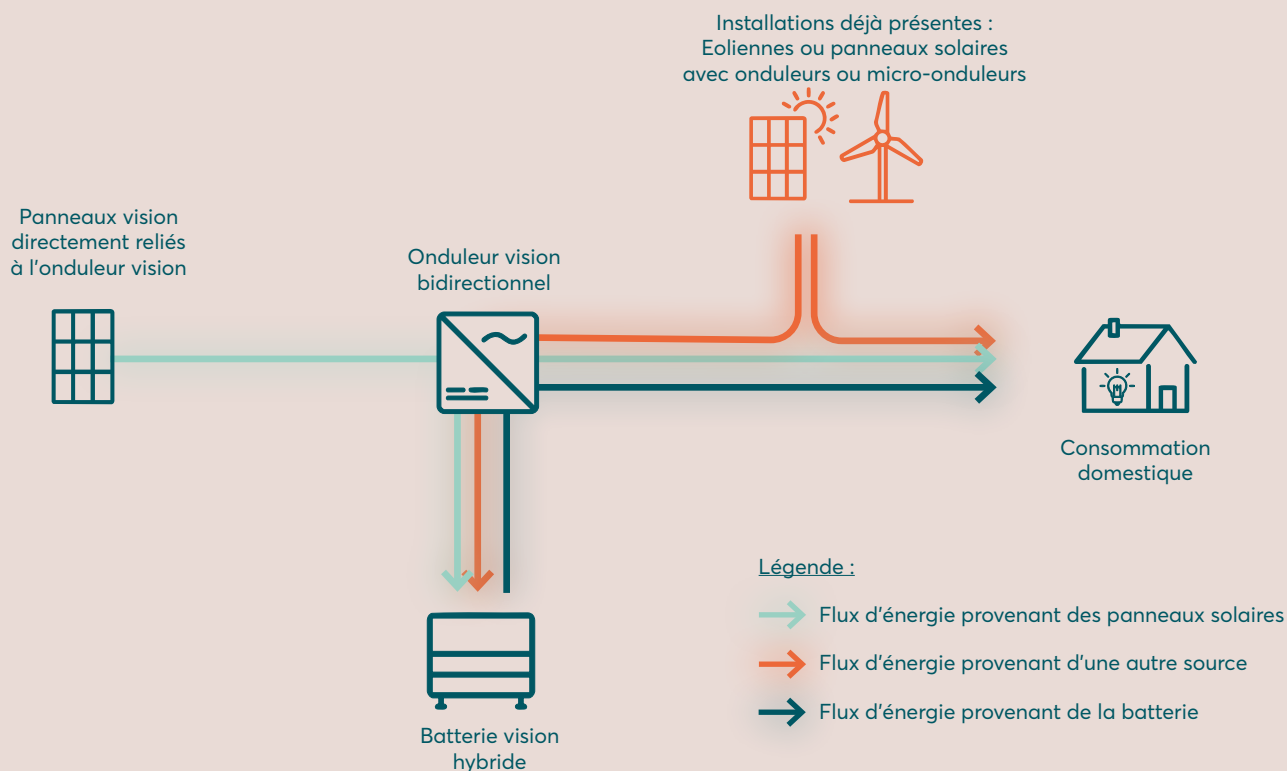 Installations déjà présentes :
Eoliennes ou panneaux solaires
avec onduleurs ou micro-onduleurs
Panneaux vision
directement reliés
à l'onduleur vision
Onduleur vision
bidirectionnel
Consommation
domestique
Légende :
Flux d'énergie provenant des panneaux solaires
Flux d'énergie provenant d'une autre source
Flux d'énergie provenant de la batterie
Batterie vision
hybride